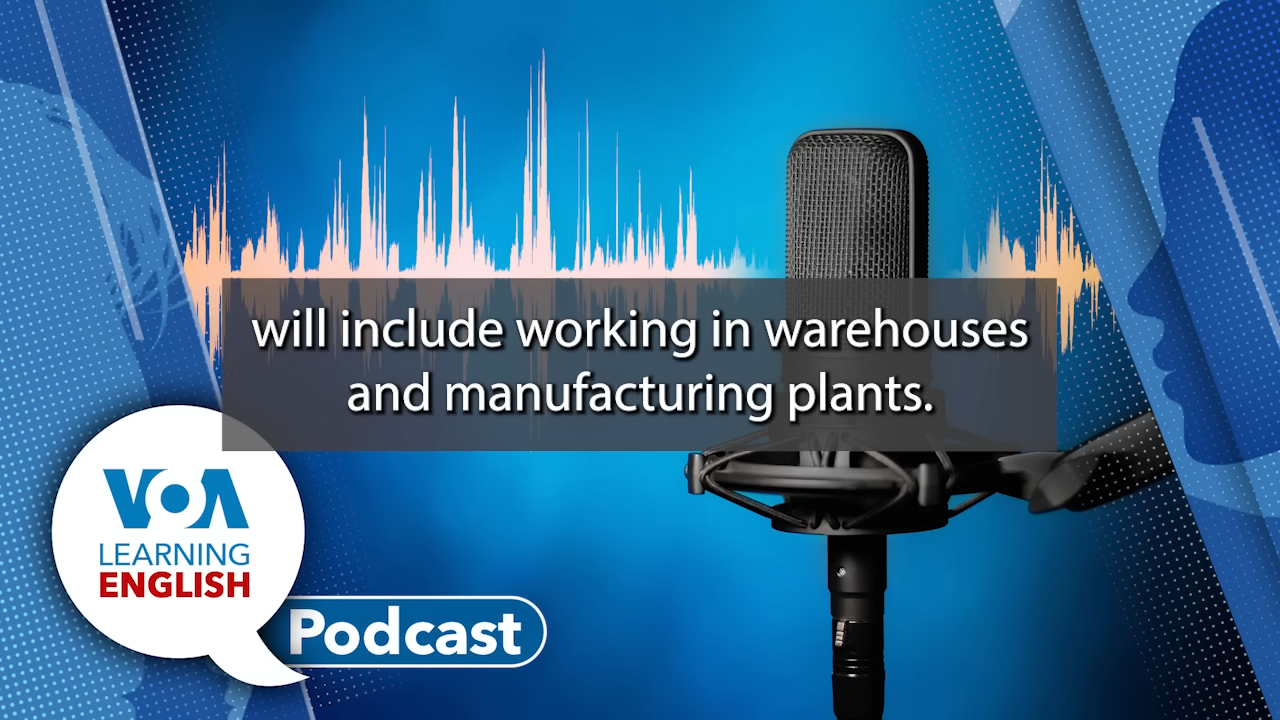 will include working in warehouses
and manufacturing plants.
VOA
LEARNING
ENGLISH
Podcast